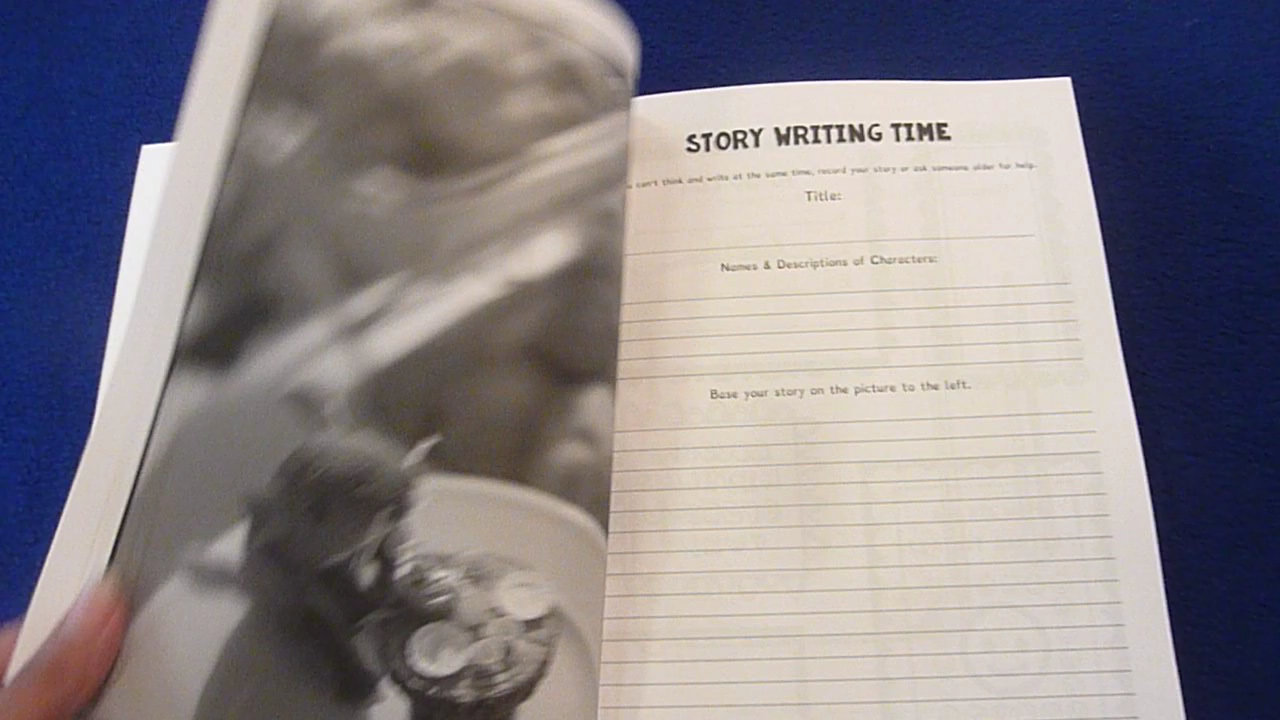 STORY WRITING TIME
can't think and write at the same time, record your story or ask someone older for help.
Title:
Names & Descriptions of Characters:
Base your story on the picture to the left.